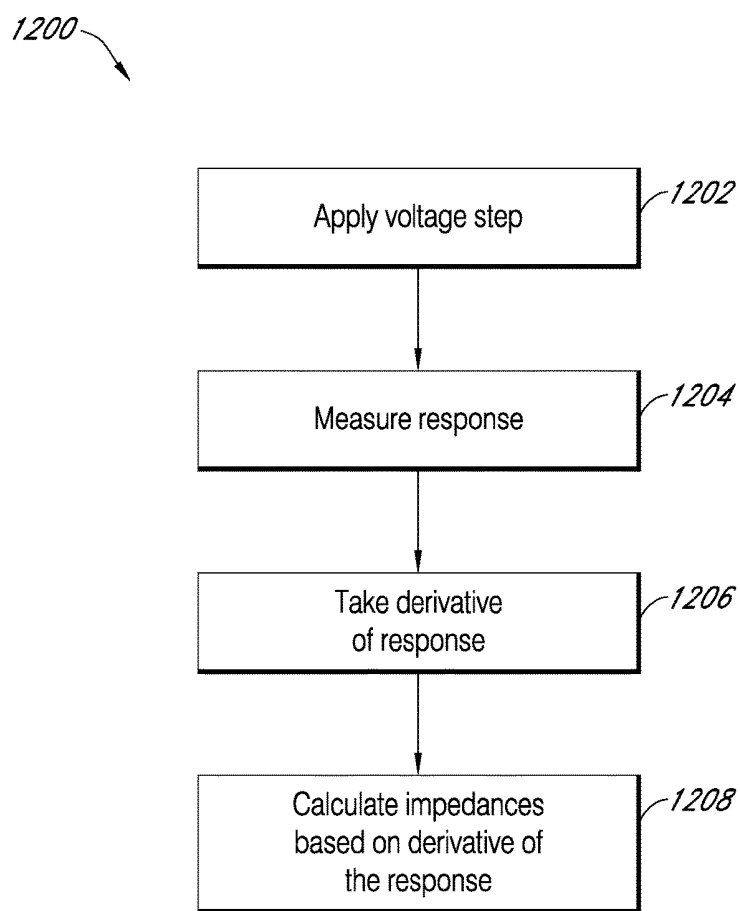 1200
Apply voltage step
1202
Measure response
1204
Take derivative
of response
1206
Calculate impedances
based on derivative of
the response
1208